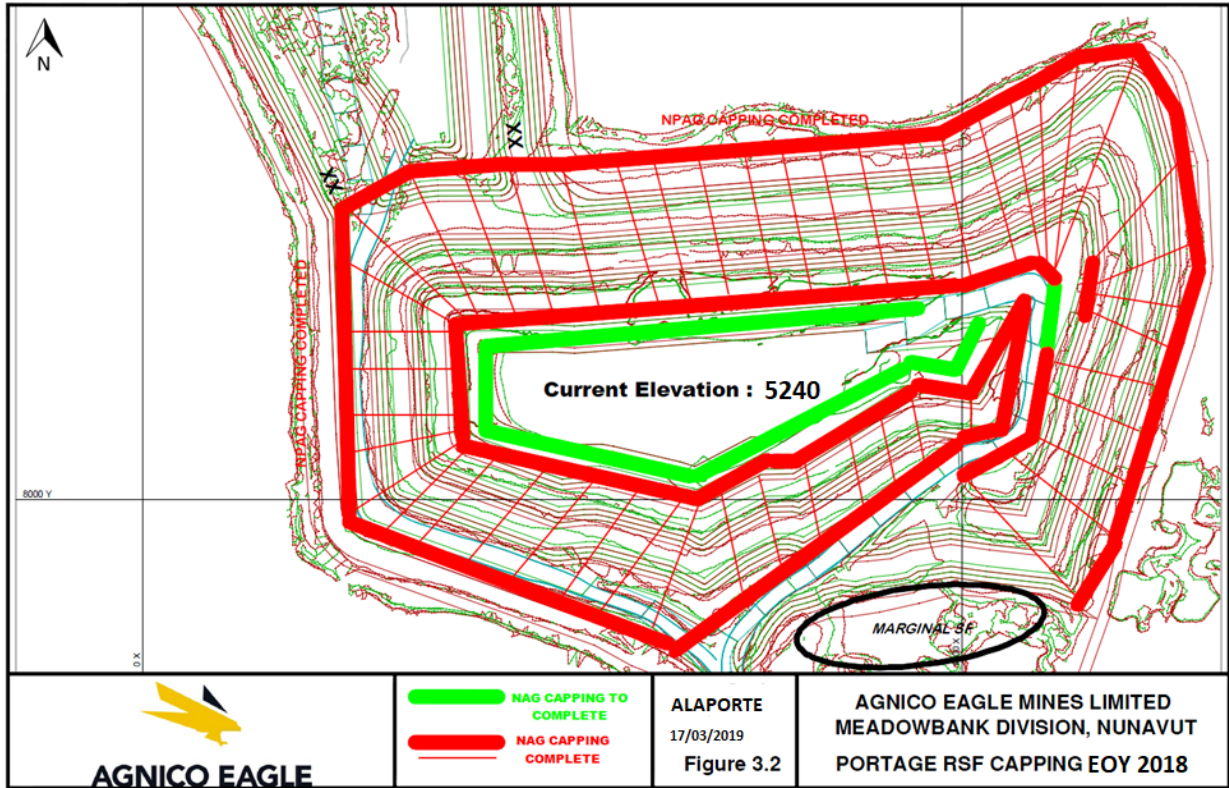 N
XX
XX
NPAG CAPPING COMPLETED
NPAG CAPPING COMPLETED
Current Elevation : 5240
8000 Y
MARGINAL SF
0 X
AGNICO EAGLE
NAG CAPPING TO
COMPLETE
NAG CAPPING
COMPLETE
ALAPORTE
17/03/2019
Figure 3.2
AGNICO EAGLE MINES LIMITED
MEADOWBANK DIVISION, NUNAVUT
PORTAGE RSF CAPPING EOY 2018